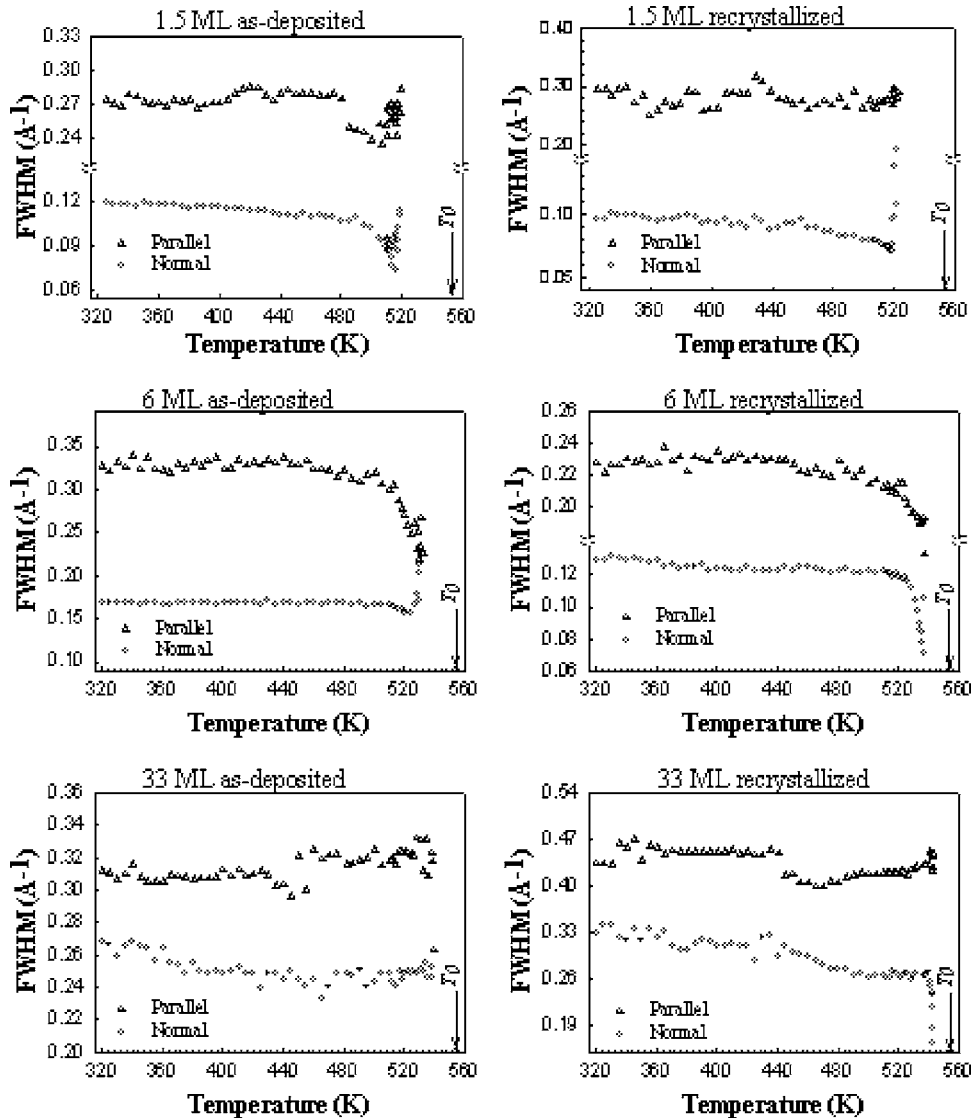 1.5 ML as-deposited
0.33
0.30
0.27
0.24
0.12
0.09
0.06
FWHM (A-1)
Parallel
Normal
T0
320 360 400 440 480 520 560
Temperature (K)
1.5 ML recrystallized
0.40
0.30
0.30
0.20
0.10
0.05
FWHM (A-1)
Parallel
Normal
T0
320 360 400 440 480 520 560
Temperature (K)
6 ML as-deposited
0.35
0.30
0.25
0.20
0.15
0.10
FWHM (A-1)
Parallel
Normal
T0
320 360 400 440 480 520 560
Temperature (K)
6 ML recrystallized
0.26
0.24
0.22
0.20
0.12
0.10
0.08
0.06
FWHM (A-1)
Parallel
Normal
T0
320 360 400 440 480 520 560
Temperature (K)
33 ML as-deposited
0.36
0.34
0.32
0.30
0.26
0.24
0.22
0.20
FWHM (A-1)
Parallel
Normal
T0
320 360 400 440 480 520 560
Temperature (K)
33 ML recrystallized
0.54
0.47
0.40
0.33
0.26
0.19
FWHM (A-1)
Parallel
Normal
T0
320 360 400 440 480 520 560
Temperature (K)